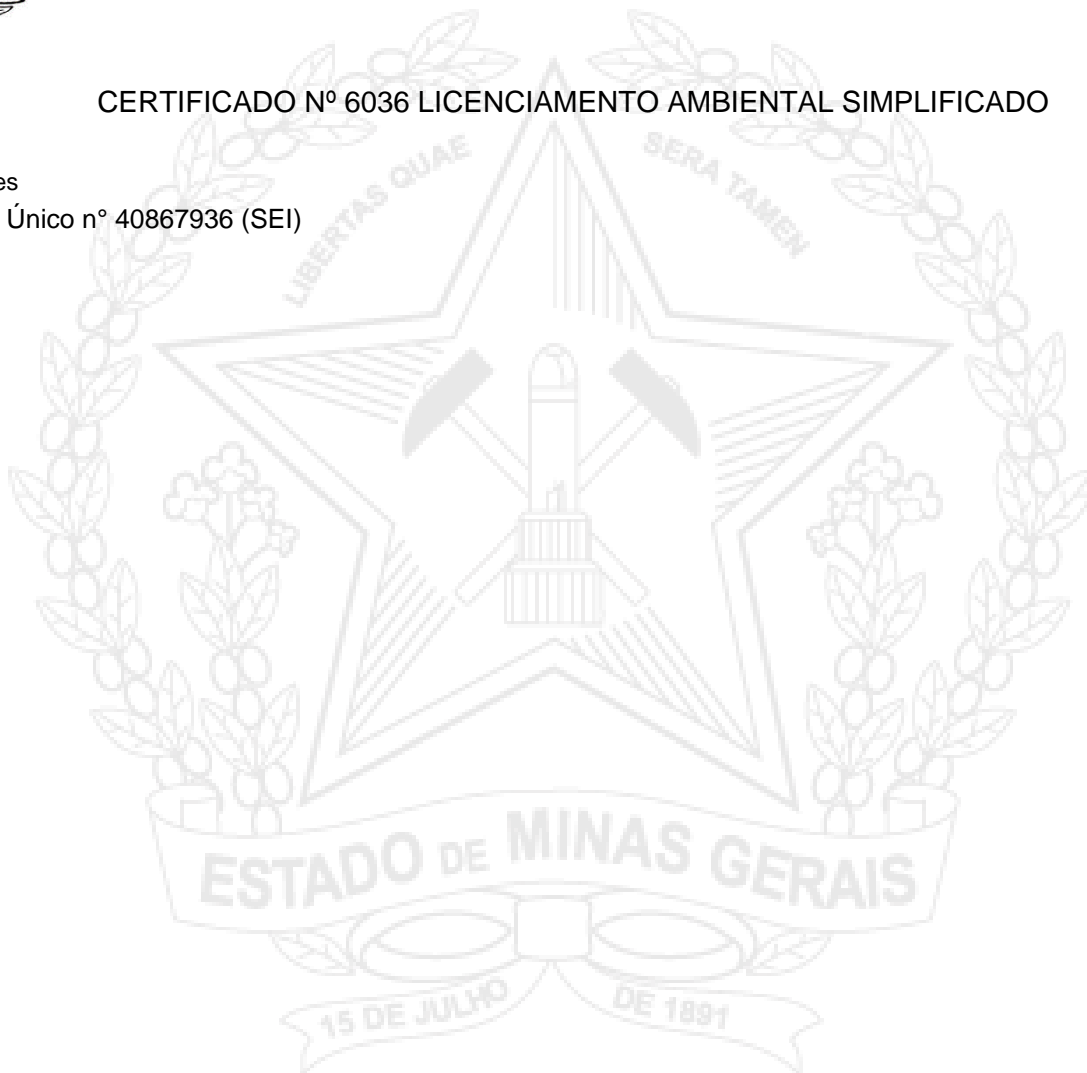 CERTIFICADO Nº 6036 LICENCIAMENTO AMBIENTAL SIMPLIFICADO
es
Único n° 40867936 (SEI)
LIBERTAS QUAE SERA TAMEN
ESTADO DE MINAS GERAIS
15 DE JULHO DE 1891